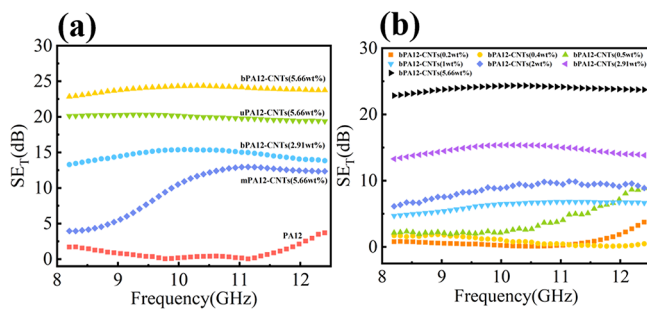 (a)
30
25
20
15
10
5
0
SET(dB)
bPA12-CNTs(5.66wt%)
uPA12-CNTs(5.66wt%)
bPA12-CNTs(2.91wt%)
mPA12-CNTs(5.66wt%)
PA12
8 9 10 11 12
Frequency(GHz)
(b)
30
20
10
0
SET(dB)
bPA12-CNTs(0.2wt%) bPA12-CNTs(0.4wt%) bPA12-CNTs(0.5wt%)
bPA12-CNTs(1wt%) bPA12-CNTs(2wt%) bPA12-CNTs(2.91wt%)
bPA12-CNTs(5.66wt%)
8 9 10 11 12
Frequency(GHz)